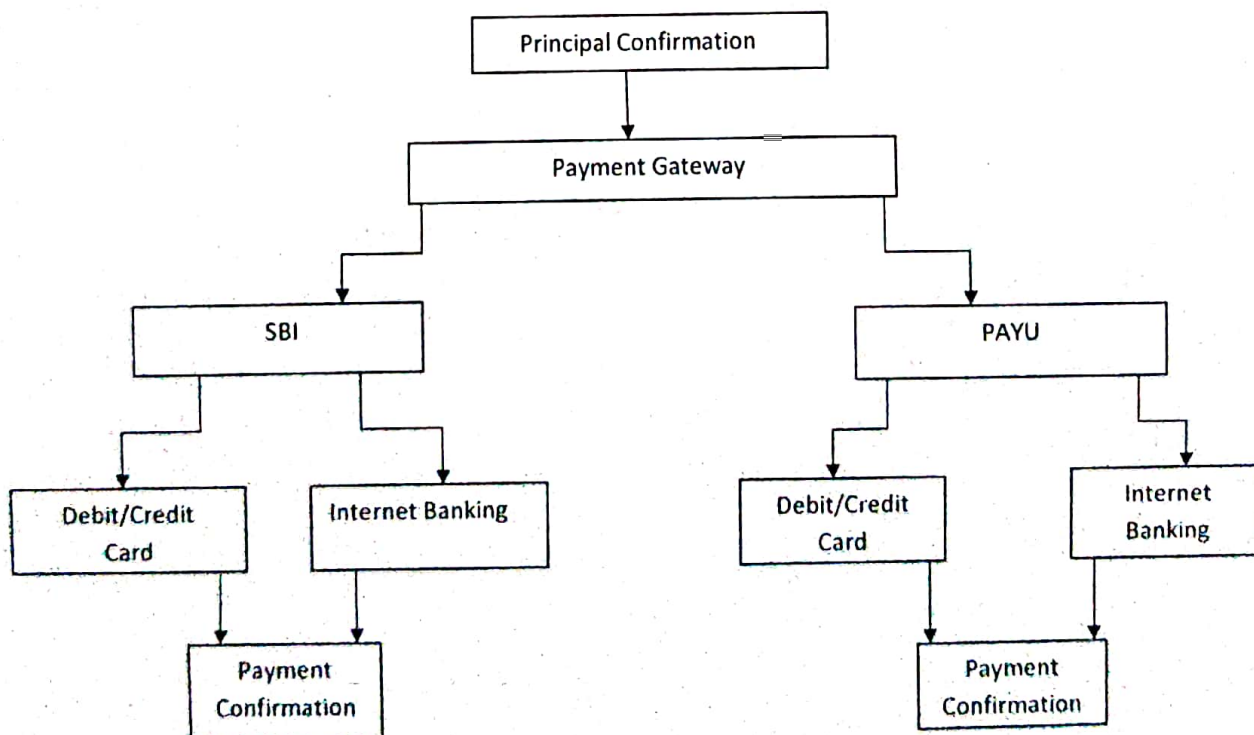 Principal Confirmation
Payment Gateway
SBI
PAYU
Debit/Credit
Card
Internet Banking
Debit/Credit
Card
Internet
Banking
Payment
Confirmation
Payment
Confirmation